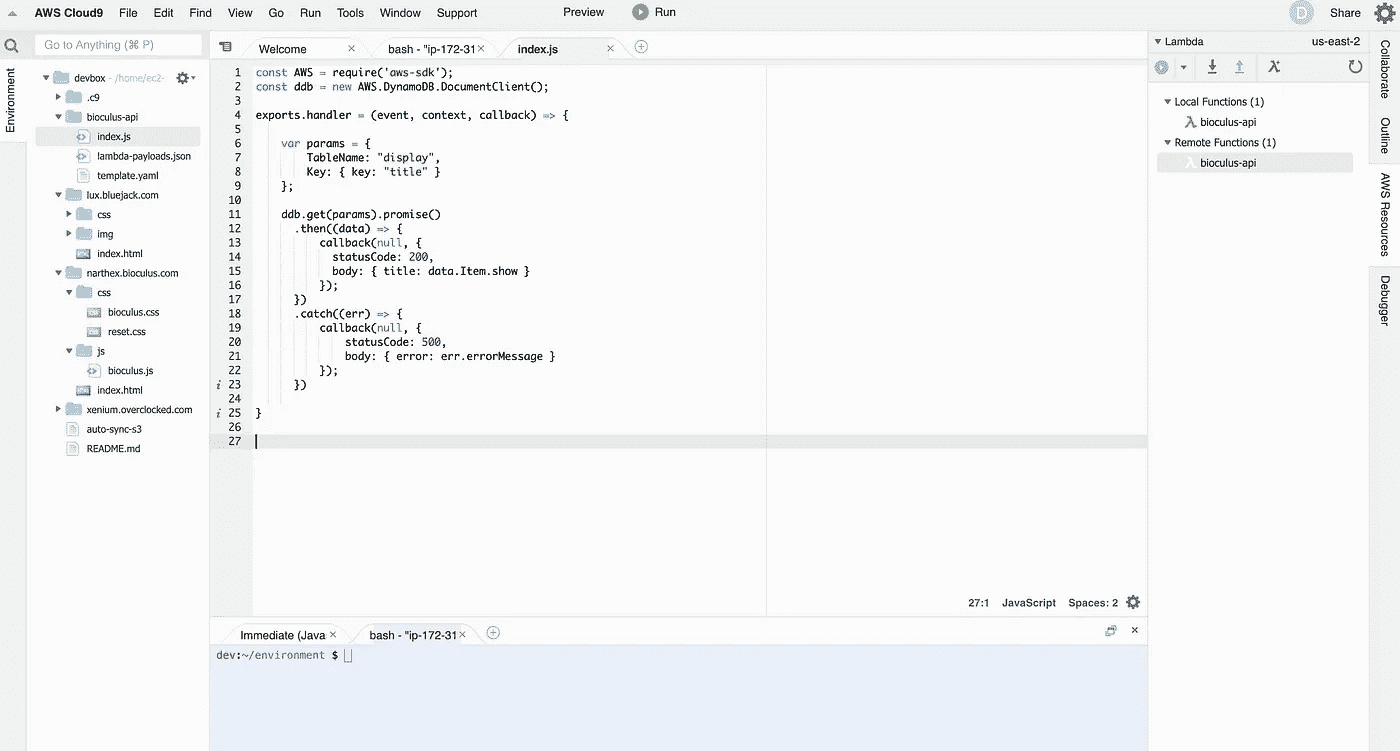 AWS Cloud9 File Edit Find View Go Run Tools Window Support Preview Run D Share
Go to Anything (⌘ P)
Environment
devbox - /home/ec2-
.c9
bioculus-api
index.js
lambda-payloads.json
template.yaml
lux.bluejack.com
css
img
index.html
narthex.bioculus.com
css
bioculus.css
reset.css
js
bioculus.js
index.html
xenium.overclocked.com
auto-sync-s3
README.md
Welcome bash - "ip-172-31 index.js
1 const AWS = require('aws-sdk');
2 const ddb = new AWS.DynamoDB.DocumentClient();
3
4 exports.handler = (event, context, callback) => {
5
6     var params = {
7         TableName: "display",
8         Key: { key: "title" }
9     };
10
11     ddb.get(params).promise()
12       .then((data) => {
13           callback(null, {
14             statusCode: 200,
15             body: { title: data.Item.show }
16           });
17       })
18       .catch((err) => {
19           callback(null, {
20               statusCode: 500,
21               body: { error: err.errorMessage }
22           });
i 23       })
24
i 25 }
26
27
27:1 JavaScript Spaces: 2
Immediate (Java bash - "ip-172-31
dev:~/environment $
Lambda us-east-2
Local Functions (1)
bioculus-api
Remote Functions (1)
bioculus-api
Collaborate
Outline
AWS Resources
Debugger